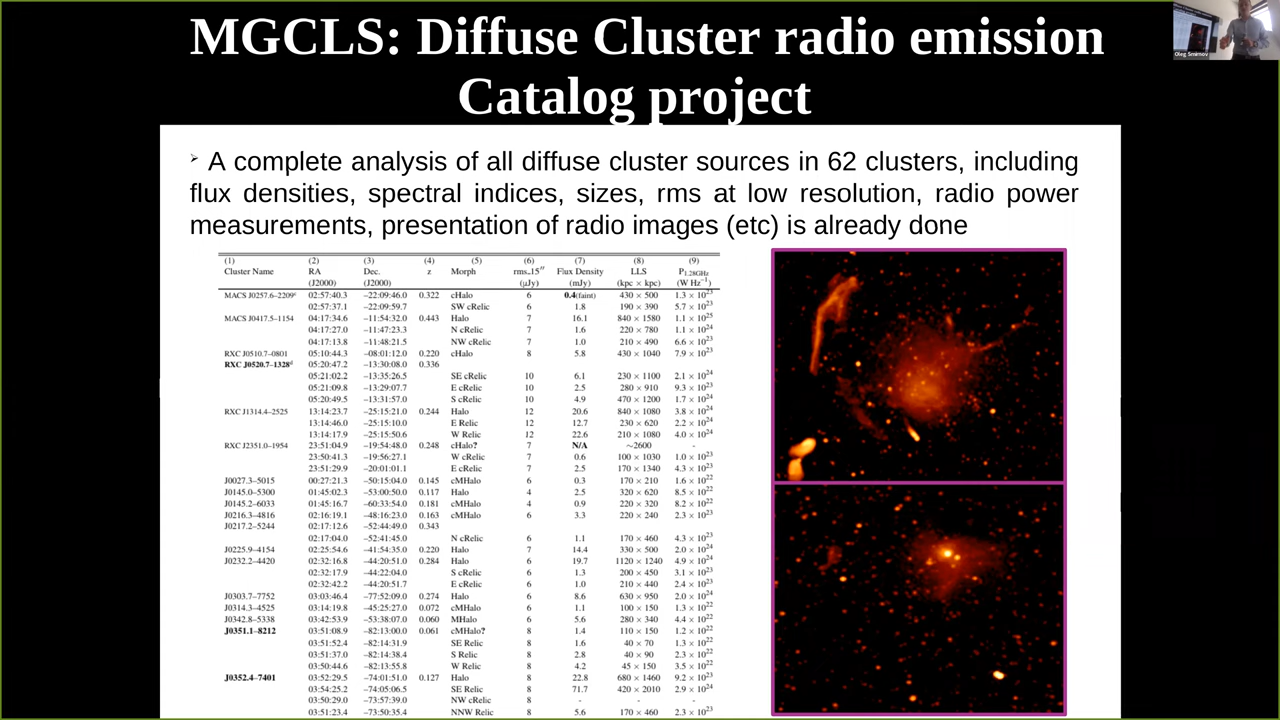 MGCLS: Diffuse Cluster radio emission
Catalog project
Oleg Smirnov
➢ A complete analysis of all diffuse cluster sources in 62 clusters, including
flux densities, spectral indices, sizes, rms at low resolution, radio power
measurements, presentation of radio images (etc) is already done
(1) (2) (3) (4) (5) (6) (7) (8) (9)
Cluster Name RA Dec. z Morph rms_15″ Flux Density LLS P1.28GHz
(J2000) (J2000) (μJy) (mJy) (kpc × kpc) (W Hz⁻¹)
MACS J0257.6–2209ᶜ 02:57:40.3 –22:09:46.0 0.322 cHalo 6 0.4(faint) 430 × 500 1.3 × 10²³
02:57:37.1 –22:09:59.7 SW cRelic 6 1.8 190 × 390 5.7 × 10²³
MACS J0417.5–1154 04:17:34.6 –11:54:32.0 0.443 Halo 7 16.1 840 × 1580 1.1 × 10²⁵
04:17:27.0 –11:47:23.3 N cRelic 7 1.6 220 × 780 1.1 × 10²⁴
04:17:13.8 –11:48:21.5 NW cRelic 7 1.0 210 × 490 6.6 × 10²³
RXC J0510.7–0801 05:10:44.3 –08:01:12.0 0.220 cHalo 8 5.8 430 × 1040 7.9 × 10²³
RXC J0520.7–1328ᵈ 05:20:47.2 –13:30:08.0 0.336
05:21:02.2 –13:35:26.5 SE cRelic 10 6.1 230 × 1100 2.1 × 10²⁴
05:21:09.8 –13:29:07.7 E cRelic 10 2.5 280 × 910 9.3 × 10²³
05:20:49.5 –13:31:57.0 S cRelic 10 4.9 470 × 1200 1.7 × 10²⁴
RXC J1314.4–2525 13:14:23.7 –25:15:21.0 0.244 Halo 12 20.6 840 × 1080 3.8 × 10²⁴
13:14:46.0 –25:15:10.0 E Relic 12 12.7 230 × 620 2.2 × 10²⁴
13:14:17.9 –25:15:50.6 W Relic 12 22.6 210 × 1080 4.0 × 10²⁴
RXC J2351.0–1954 23:51:04.9 –19:54:48.0 0.248 cHalo? 7 N/A ~2600 -
23:50:41.3 –19:56:27.1 W cRelic 7 0.6 100 × 1030 1.0 × 10²³
23:51:29.9 –20:01:01.1 E cRelic 7 2.5 170 × 1340 4.3 × 10²³
J0027.3–5015 00:27:21.3 –50:15:04.0 0.145 cMHalo 6 0.3 170 × 210 1.6 × 10²²
J0145.0–5300 01:45:02.3 –53:00:50.0 0.117 Halo 4 2.5 320 × 620 8.5 × 10²²
J0145.2–6033 01:45:16.7 –60:33:54.0 0.181 cMHalo 4 0.9 220 × 320 8.2 × 10²²
J0216.3–4816 02:16:19.1 –48:16:23.0 0.163 cMHalo 6 3.3 220 × 240 2.3 × 10²³
J0217.2–5244 02:17:12.6 –52:44:49.0 0.343
02:17:04.0 –52:41:45.0 N cRelic 6 1.1 170 × 460 4.3 × 10²³
J0225.9–4154 02:25:54.6 –41:54:35.0 0.220 Halo 7 14.4 330 × 500 2.0 × 10²⁴
J0232.2–4420 02:32:16.8 –44:20:51.0 0.284 Halo 6 19.7 1120 × 1240 4.9 × 10²⁴
02:32:17.9 –44:22:04.0 S cRelic 6 1.3 200 × 450 3.1 × 10²³
02:32:42.2 –44:20:51.7 E cRelic 6 1.0 210 × 440 2.4 × 10²³
J0303.7–7752 03:03:46.4 –77:52:09.0 0.274 Halo 6 8.6 630 × 950 2.0 × 10²⁴
J0314.3–4525 03:14:19.8 –45:25:27.0 0.072 cMHalo 6 1.1 100 × 150 1.3 × 10²²
J0342.8–5338 03:42:53.9 –53:38:07.0 0.060 MHalo 6 5.6 280 × 340 4.4 × 10²²
J0351.1–8212 03:51:08.9 –82:13:00.0 0.061 cMHalo? 8 1.4 110 × 150 1.2 × 10²²
03:51:52.4 –82:14:31.9 SE Relic 8 1.6 40 × 70 1.3 × 10²²
03:51:37.0 –82:14:38.4 S Relic 8 2.8 40 × 90 2.3 × 10²²
03:50:44.6 –82:13:55.8 W Relic 8 4.2 45 × 150 3.5 × 10²²
J0352.4–7401 03:52:29.5 –74:01:51.0 0.127 Halo 8 22.8 680 × 1460 9.2 × 10²³
03:54:25.2 –74:05:06.5 SE Relic 8 71.7 420 × 2010 2.9 × 10²⁴
03:50:29.0 –73:57:39.0 NW cRelic 8 - - -
03:51:23.4 –73:50:35.4 NNW Relic 8 5.6 170 × 460 2.3 × 10²³